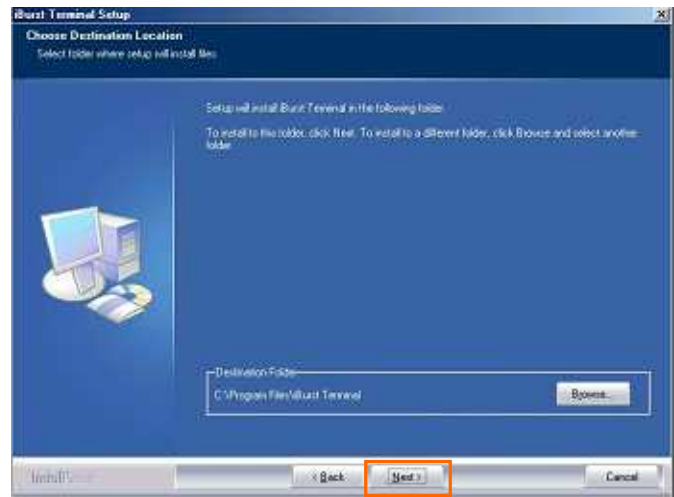 iBurst Terminal Setup
Choose Destination Location
Select folder where setup will install files.
Setup will install iBurst Terminal in the following folder.
To install to this folder, click Next. To install to a different folder, click Browse and select another
folder.
Destination Folder
C:\Program Files\iBurst Terminal
Browse...
< Back
Next >
Cancel